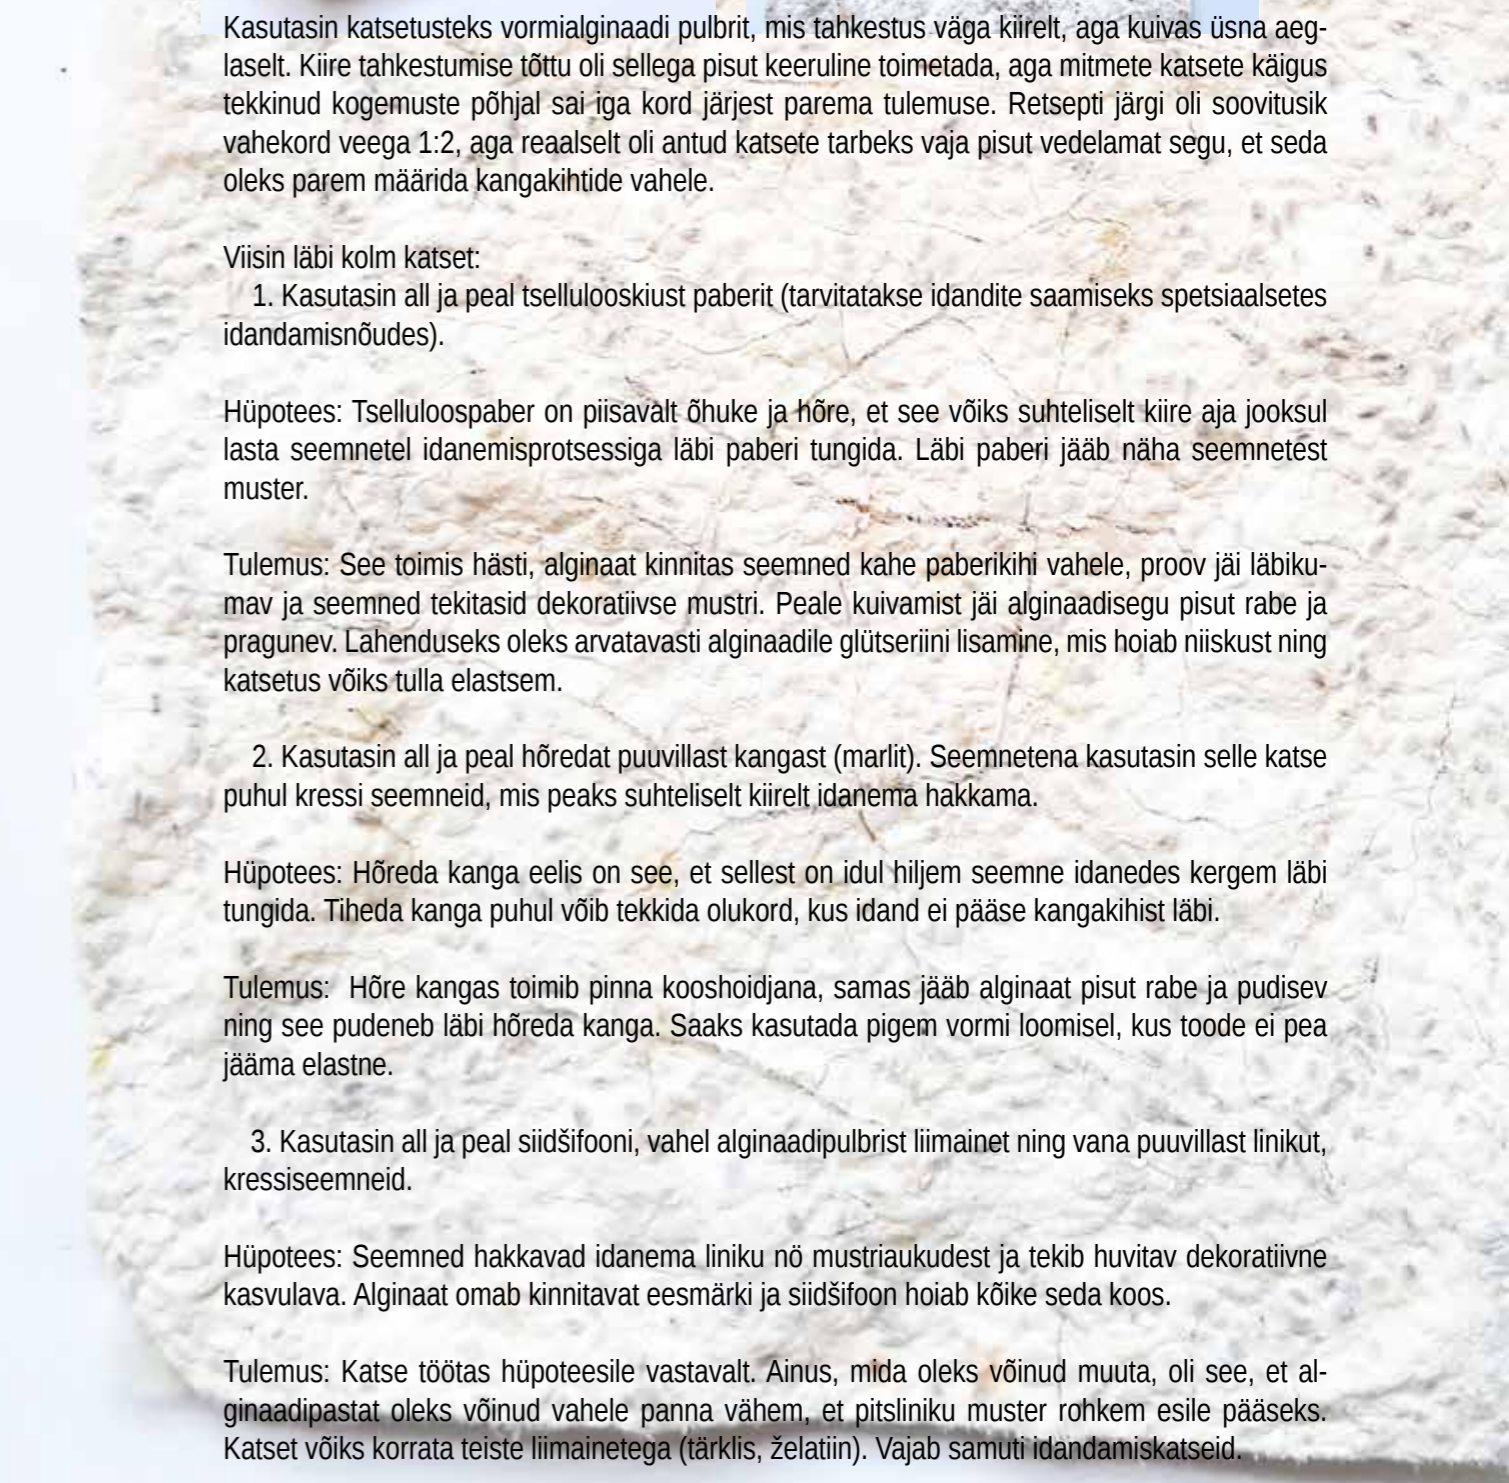 Kasutasin katsetusteks vormialginaadi pulbrit, mis tahkestus väga kiirelt, aga kuivas üsna aeg-
laselt. Kiire tahkestumise tõttu oli sellega pisut keeruline toimetada, aga mitmete katsete käigus
tekkinud kogemuste põhjal sai iga kord järjest parema tulemuse. Retsepti järgi oli soovitusik
vahekord veega 1:2, aga reaalselt oli antud katsete tarbeks vaja pisut vedelamat segu, et seda
oleks parem määrida kangakihtide vahele.
Viisin läbi kolm katset:
1. Kasutasin all ja peal tsellulooskiust paberit (tarvitatakse idandite saamiseks spetsiaalsetes
idandamisnõudes).
Hüpotees: Tselluloospaber on piisavalt õhuke ja hõre, et see võiks suhteliselt kiire aja jooksul
lasta seemnetel idanemisprotsessiga läbi paberi tungida. Läbi paberi jääb näha seemnetest
muster.
Tulemus: See toimis hästi, alginaat kinnitas seemned kahe paberikihi vahele, proov jäi läbiku-
mav ja seemned tekitasid dekoratiivse mustri. Peale kuivamist jäi alginaadisegu pisut rabe ja
pragunev. Lahenduseks oleks arvatavasti alginaadile glütseriini lisamine, mis hoiab niiskust ning
katsetus võiks tulla elastsem.
2. Kasutasin all ja peal hõredat puuvillast kangast (marlit). Seemnetena kasutasin selle katse
puhul kressi seemneid, mis peaks suhteliselt kiirelt idanema hakkama.
Hüpotees: Hõreda kanga eelis on see, et sellest on idul hiljem seemne idanedes kergem läbi
tungida. Tiheda kanga puhul võib tekkida olukord, kus idand ei pääse kangakihist läbi.
Tulemus: Hõre kangas toimib pinna kooshoidjana, samas jääb alginaat pisut rabe ja pudisev
ning see pudeneb läbi hõreda kanga. Saaks kasutada pigem vormi loomisel, kus toode ei pea
jääma elastne.
3. Kasutasin all ja peal siidšifooni, vahel alginaadipulbrist liimainet ning vana puuvillast linikut,
kressiseemneid.
Hüpotees: Seemned hakkavad idanema liniku nö mustriaukudest ja tekib huvitav dekoratiivne
kasvulava. Alginaat omab kinnitavat eesmärki ja siidšifoon hoiab kõike seda koos.
Tulemus: Katse töötas hüpoteesile vastavalt. Ainus, mida oleks võinud muuta, oli see, et al-
ginaadipastat oleks võinud vahele panna vähem, et pitsliniku muster rohkem esile pääseks.
Katset võiks korrata teiste liimainetega (tärklis, želatiin). Vajab samuti idandamiskatseid.